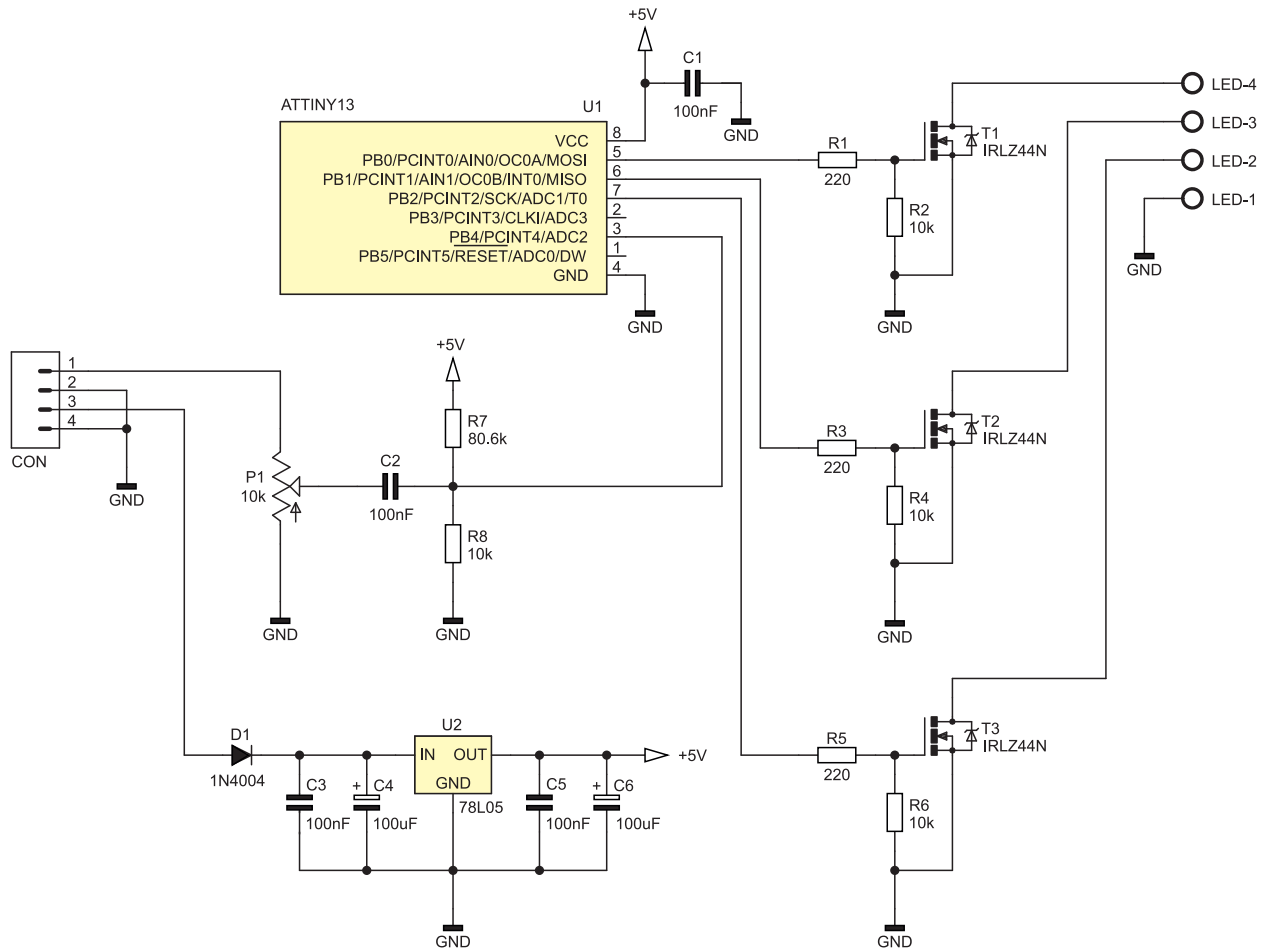 +5V
C1
100nF
GND
ATTINY13
U1
VCC
8
PB0/PCINT0/AIN0/OC0A/MOSI
5
PB1/PCINT1/AIN1/OC0B/INT0/MISO
6
PB2/PCINT2/SCK/ADC1/T0
7
PB3/PCINT3/CLKI/ADC3
2
PB4/PCINT4/ADC2
3
PB5/PCINT5/RESET/ADC0/DW
1
GND
4
GND
R1
220
R2
10k
T1
IRLZ44N
GND
LED-4
LED-3
LED-2
LED-1
GND
1
2
3
4
CON
GND
P1
10k
GND
C2
100nF
+5V
R7
80.6k
R8
10k
GND
R3
220
R4
10k
T2
IRLZ44N
GND
D1
1N4004
C3
100nF
+
C4
100uF
U2
IN
OUT
GND
78L05
C5
100nF
+
C6
100uF
+5V
GND
R5
220
R6
10k
T3
IRLZ44N
GND